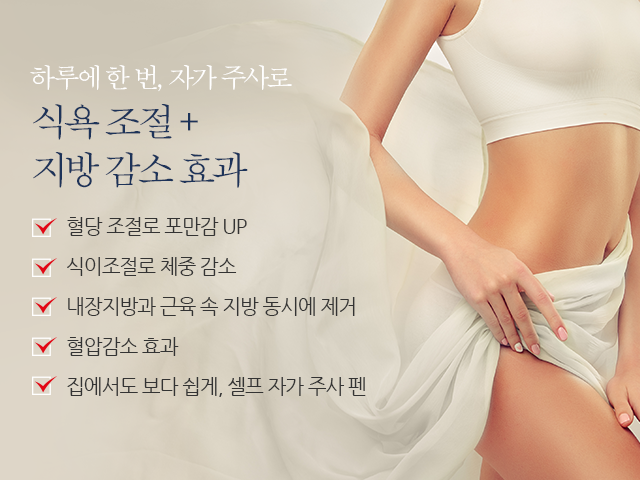 하루에 한 번, 자가 주사로
식욕 조절 +
지방 감소 효과
혈당 조절로 포만감 UP
식이조절로 체중 감소
내장지방과 근육 속 지방 동시에 제거
혈압감소 효과
집에서도 보다 쉽게, 셀프 자가 주사 펜